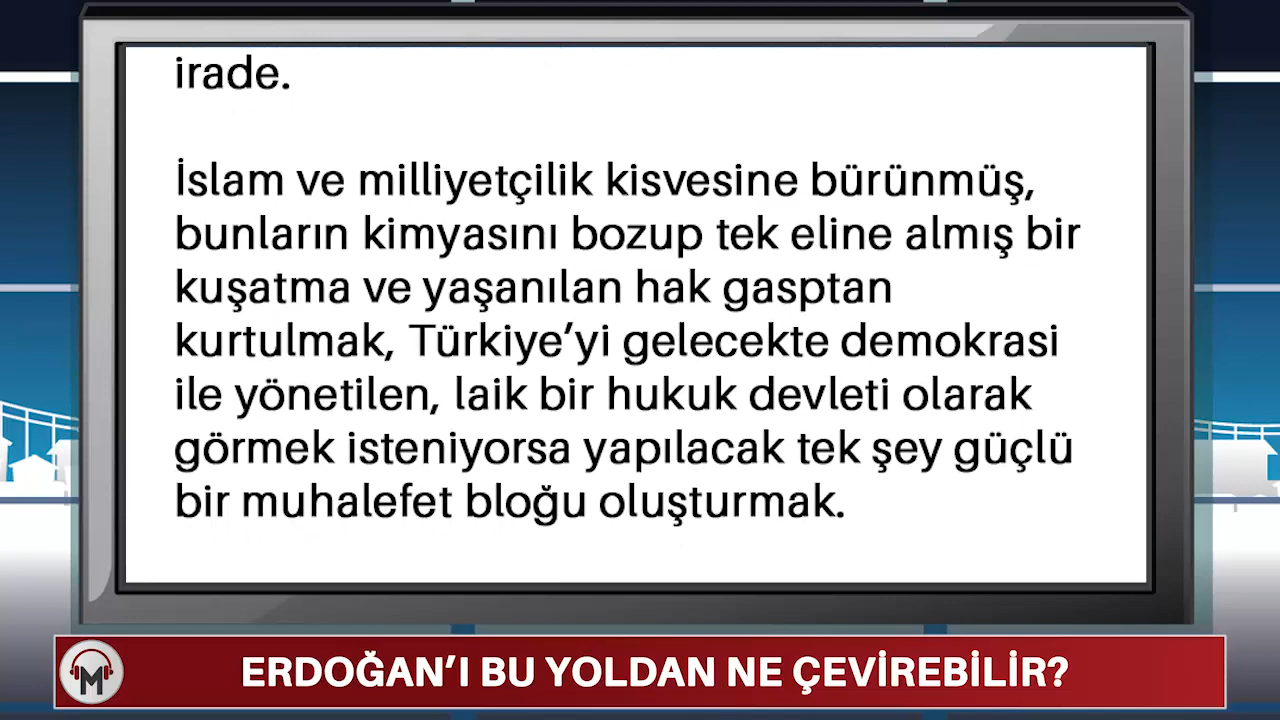 irade.
İslam ve milliyetçilik kisvesine bürünmüş,
bunların kimyasını bozup tek eline almış bir
kuşatma ve yaşanılan hak gasptan
kurtulmak, Türkiye’yi gelecekte demokrasi
ile yönetilen, laik bir hukuk devleti olarak
görmek isteniyorsa yapılacak tek şey güçlü
bir muhalefet bloğu oluşturmak.
M
ERDOĞAN’I BU YOLDAN NE ÇEVİREBİLİR?